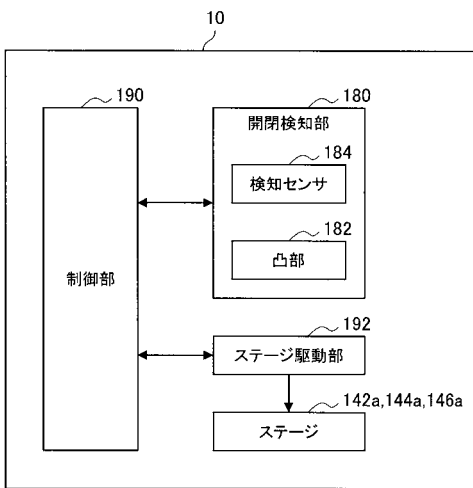 10
190
180
開閉検知部
184
検知センサ
182
凸部
制御部
192
ステージ駆動部
142a,144a,146a
ステージ